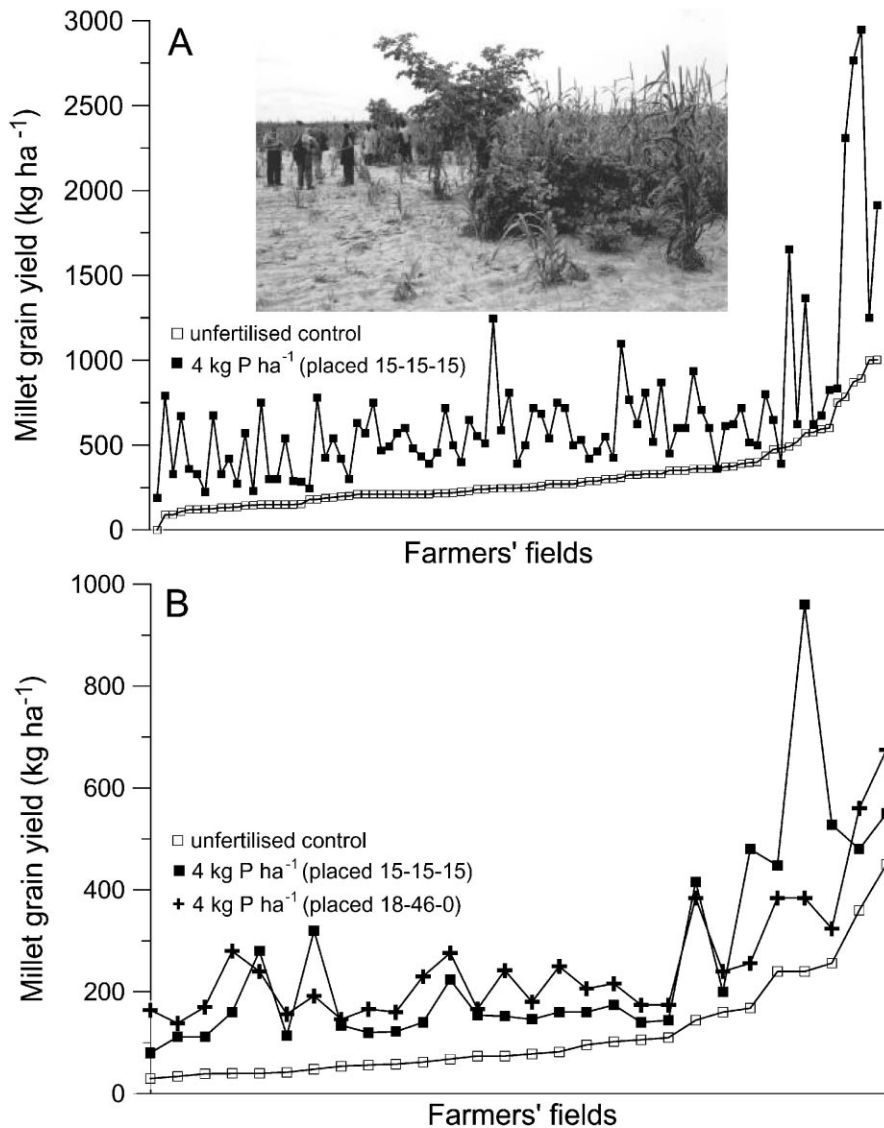 A
Millet grain yield (kg ha⁻¹)
3000
2500
2000
1500
1000
500
0
□ unfertilised control
■ 4 kg P ha⁻¹ (placed 15-15-15)
Farmers' fields
B
Millet grain yield (kg ha⁻¹)
1000
800
600
400
200
0
□ unfertilised control
■ 4 kg P ha⁻¹ (placed 15-15-15)
+ 4 kg P ha⁻¹ (placed 18-46-0)
Farmers' fields